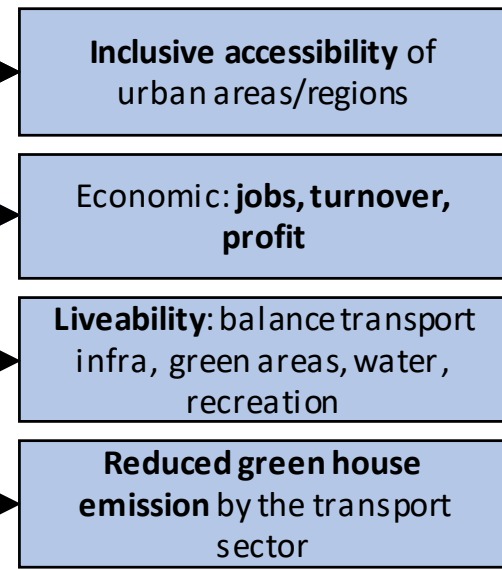 Inclusive accessibility of
urban areas/regions
Economic: jobs, turnover,
profit
Liveability: balance transport
infra, green areas, water,
recreation
Reduced green house
emission by the transport
sector